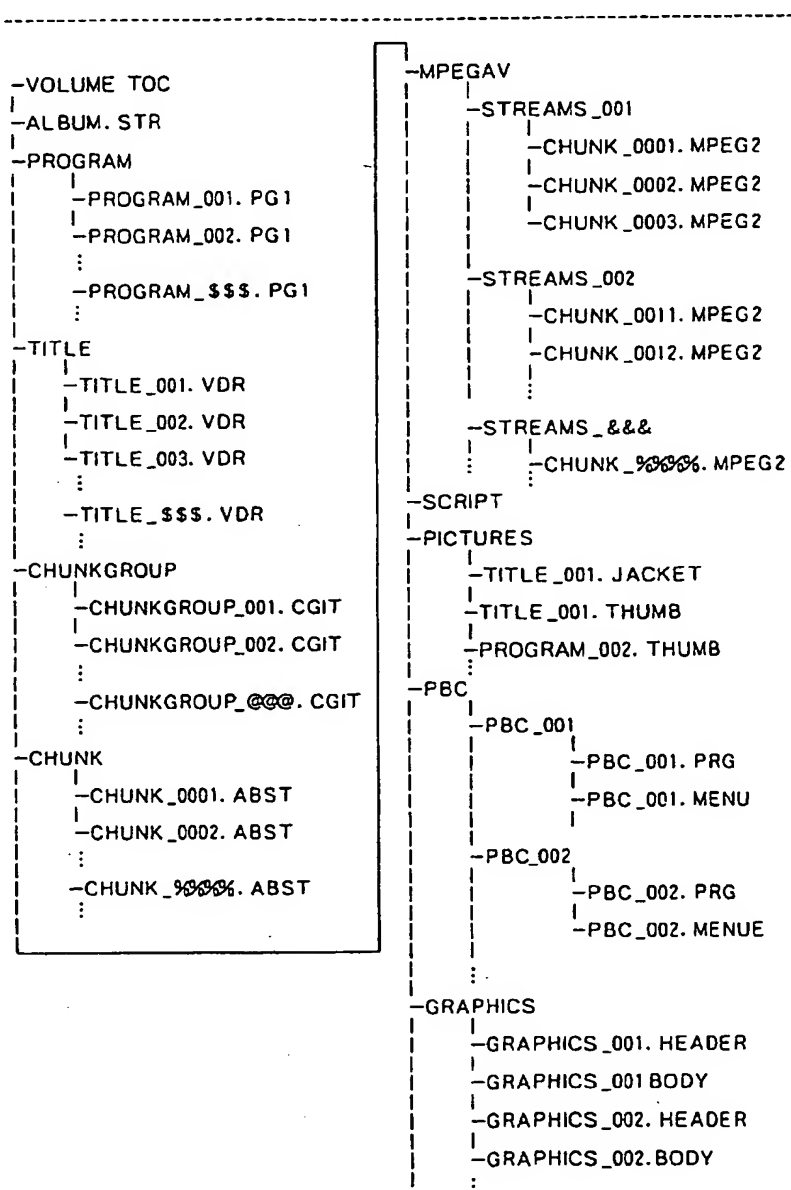 VOLUME TOC
ALBUM. STR
PROGRAM
PROGRAM_001. PG1
PROGRAM_002. PG1
PROGRAM_$$$. PG1
TITLE
TITLE_001. VDR
TITLE_002. VDR
TITLE_003. VDR
TITLE_$$$. VDR
CHUNKGROUP
CHUNKGROUP_001. CGIT
CHUNKGROUP_002. CGIT
CHUNKGROUP_@@@. CGIT
CHUNK
CHUNK_0001. ABST
CHUNK_0002. ABST
CHUNK_%%%%. ABST
MPEGAV
STREAMS_001
CHUNK_0001. MPEG2
CHUNK_0002. MPEG2
CHUNK_0003. MPEG2
STREAMS_002
CHUNK_0011. MPEG2
CHUNK_0012. MPEG2
STREAMS_&&&
CHUNK_%%%%. MPEG2
SCRIPT
PICTURES
TITLE_001. JACKET
TITLE_001. THUMB
PROGRAM_002. THUMB
PBC
PBC_001
PBC_001. PRG
PBC_001. MENU
PBC_002
PBC_002. PRG
PBC_002. MENUE
GRAPHICS
GRAPHICS_001. HEADER
GRAPHICS_001 BODY
GRAPHICS_002. HEADER
GRAPHICS_002. BODY